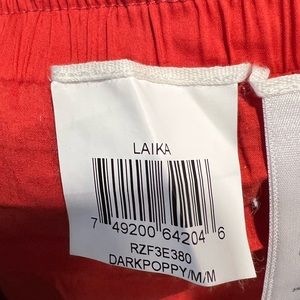 LAIKA
7 49200 64204 6
RZF3E380
DARKPOPPY/M/M